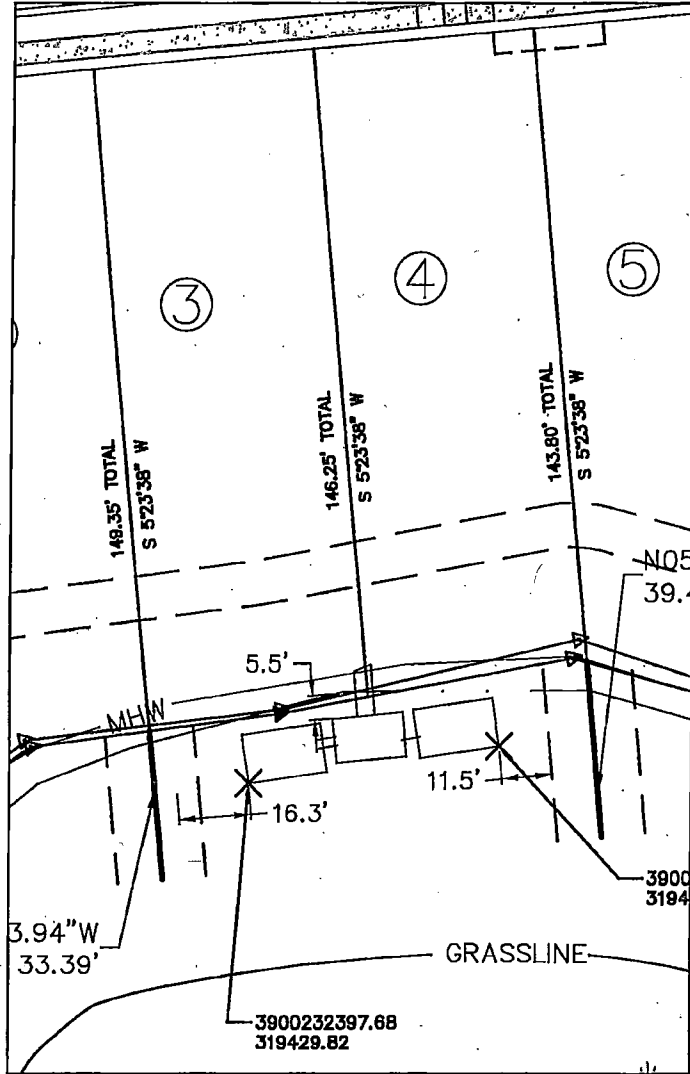 3
4
5
149.35' TOTAL
S 5°23'38" W
146.25' TOTAL
S 5°23'38" W
143.80' TOTAL
S 5°23'38" W
N05
39.4
5.5'
MHW
11.5'
16.3'
3900
3194
3.94"W
33.39'
GRASSLINE
3900232397.68
319429.82